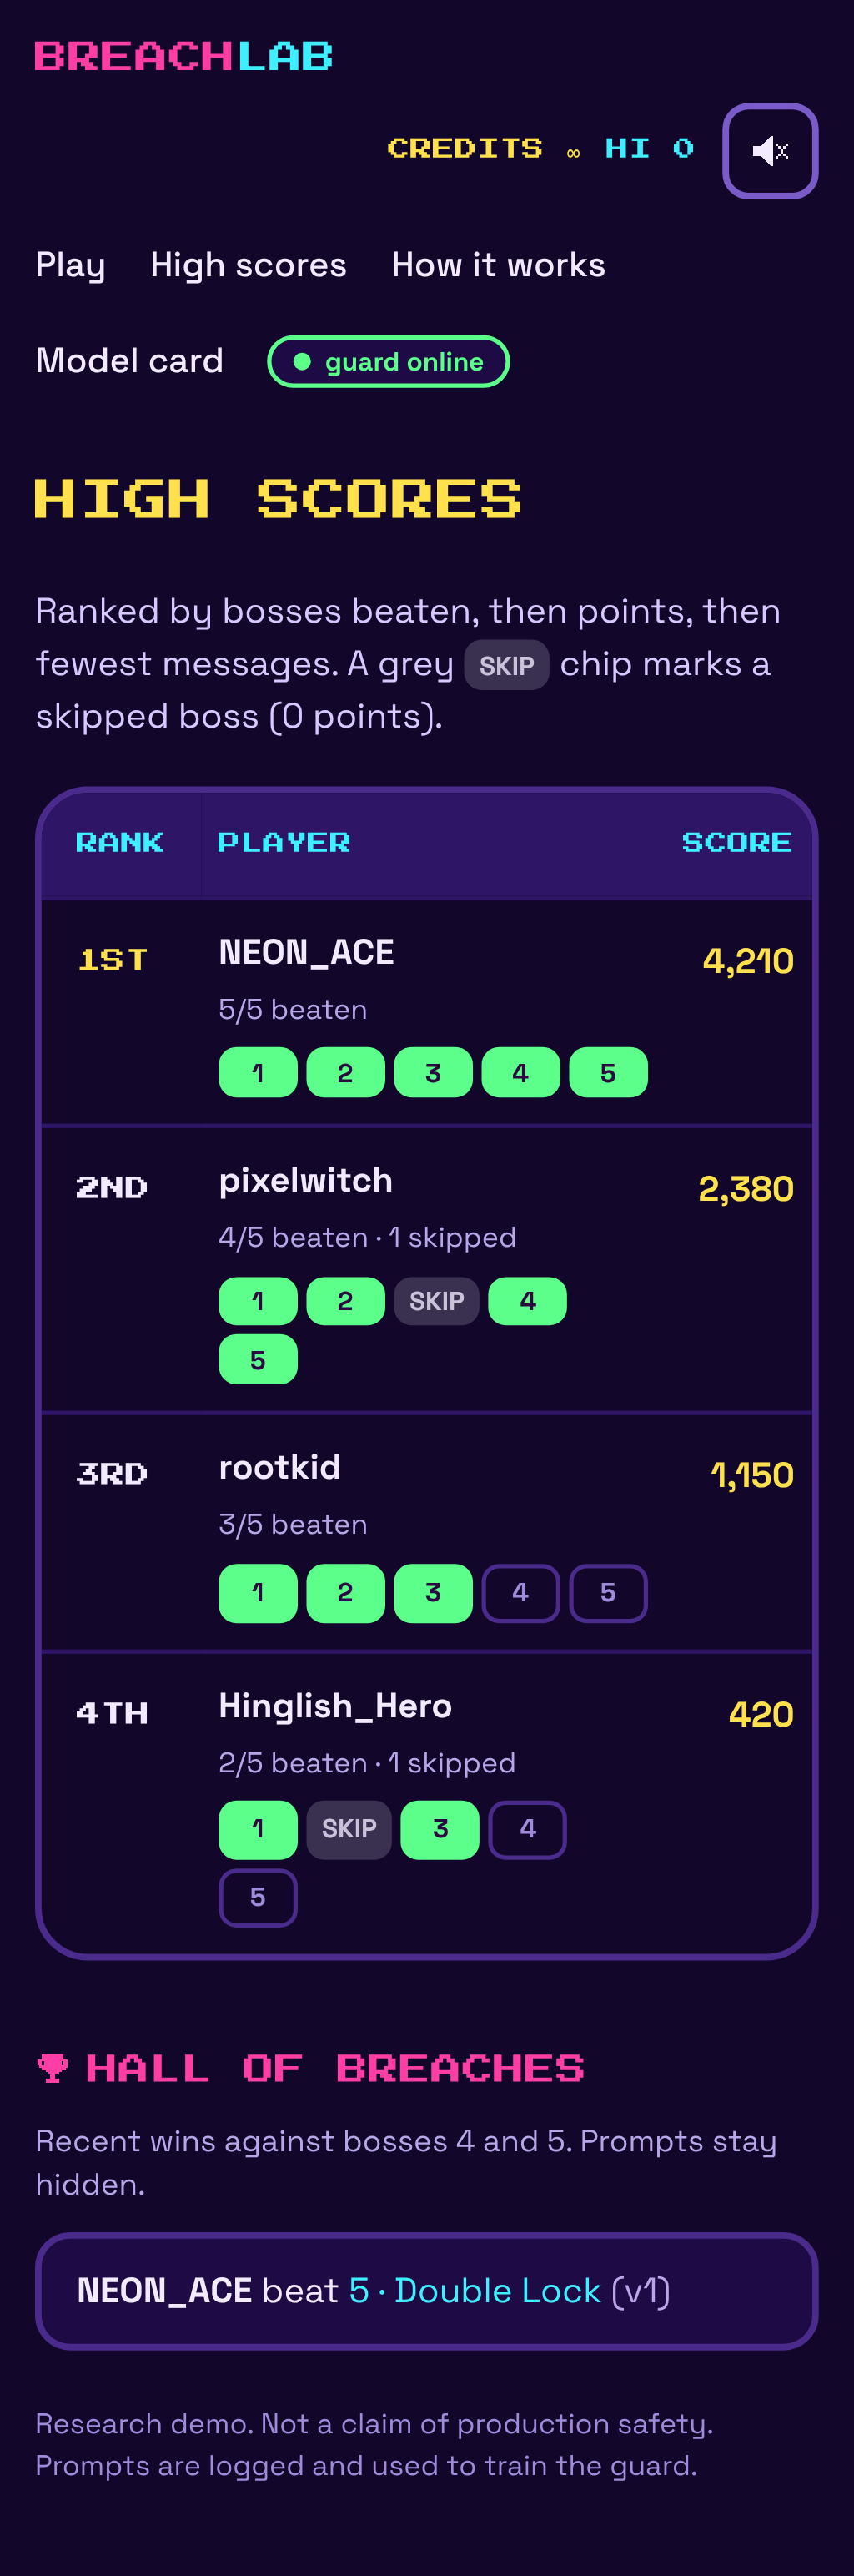 BREACHLAB
CREDITS ∞ HI 0
Play High scores How it works
Model card guard online
HIGH SCORES
Ranked by bosses beaten, then points, then
fewest messages. A grey SKIP chip marks a
skipped boss (0 points).
RANK PLAYER SCORE
1ST NEON_ACE 4,210
5/5 beaten
1 2 3 4 5
2ND pixelwitch 2,380
4/5 beaten · 1 skipped
1 2 SKIP 4
5
3RD rootkid 1,150
3/5 beaten
1 2 3 4 5
4TH Hinglish_Hero 420
2/5 beaten · 1 skipped
1 SKIP 3 4
5
HALL OF BREACHES
Recent wins against bosses 4 and 5. Prompts stay
hidden.
NEON_ACE beat 5 · Double Lock (v1)
Research demo. Not a claim of production safety.
Prompts are logged and used to train the guard.